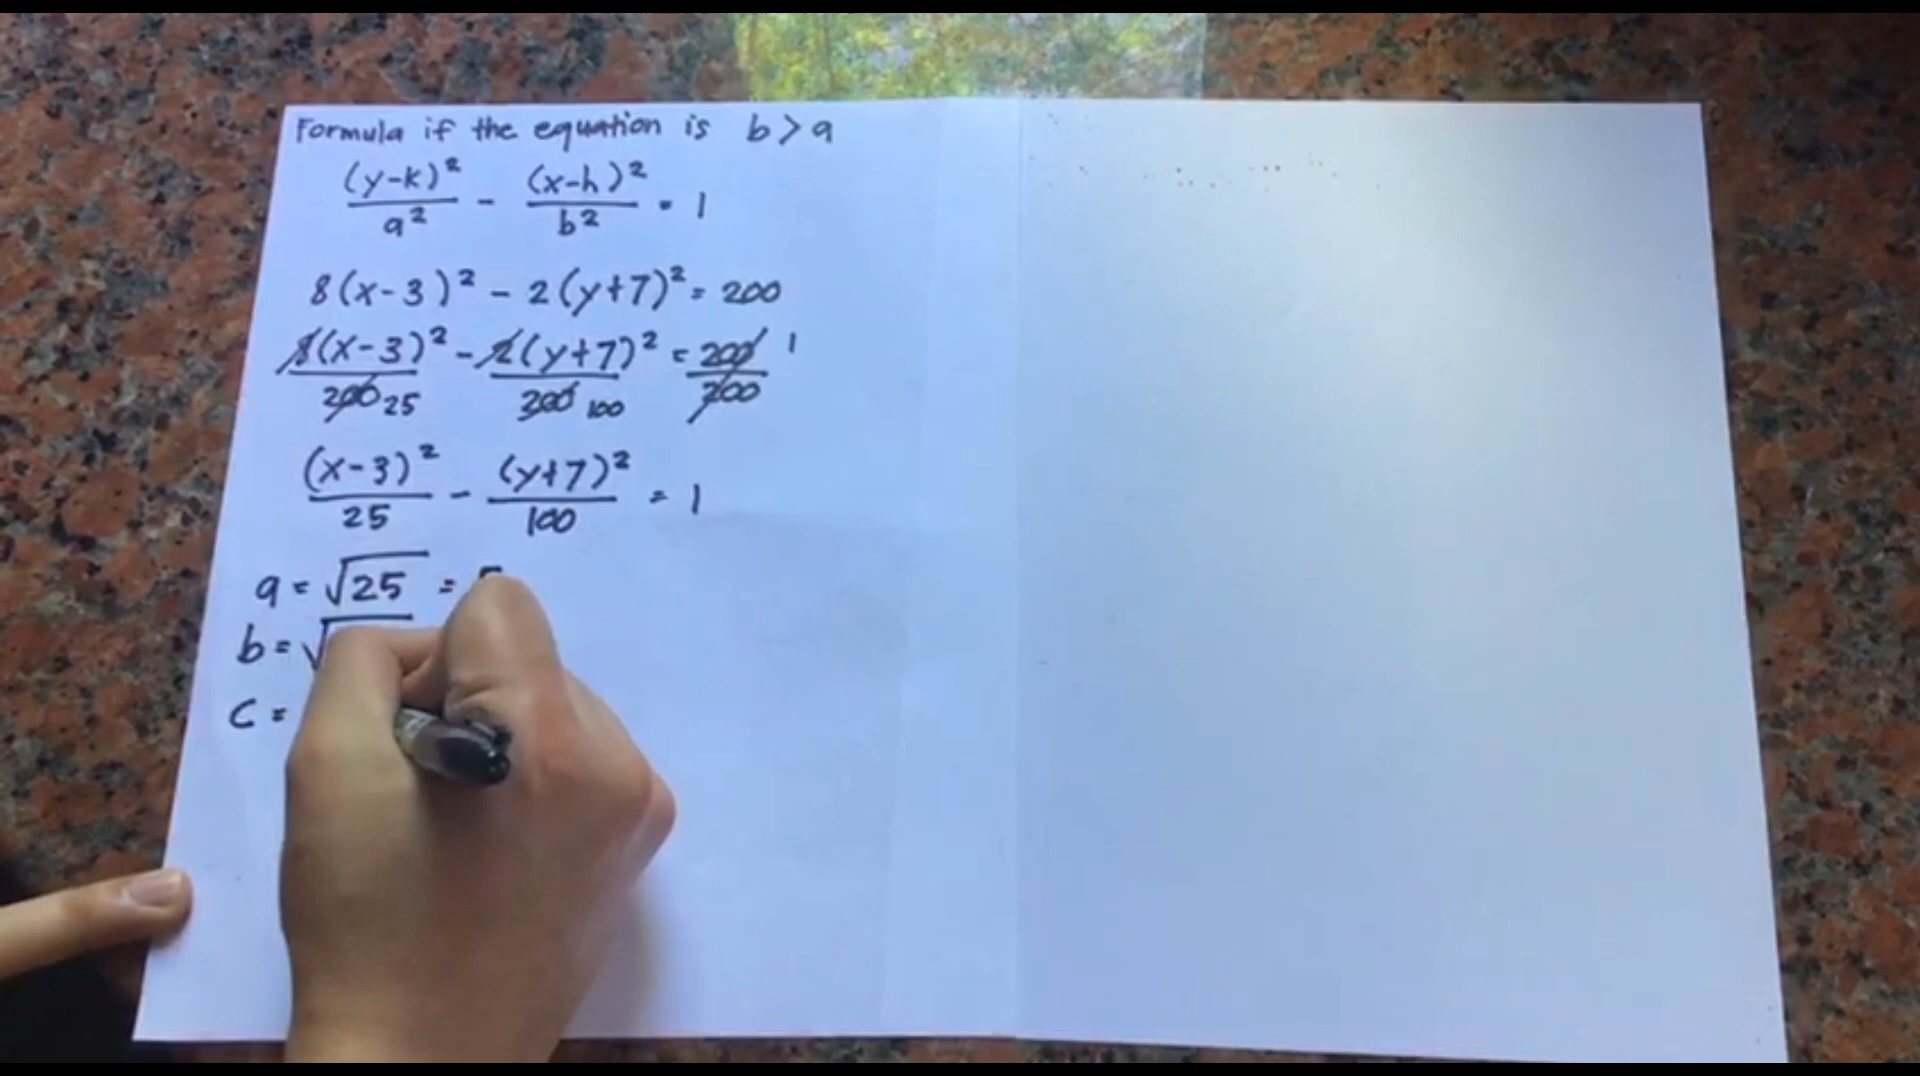 Formula if the equation is b > a
(y-k)²/a² - (x-h)²/b² = 1
8(x-3)² - 2(y+7)² = 200
8(x-3)²/200 25 - 2(y+7)²/200 100 = 200/200 1
(x-3)²/25 - (y+7)²/100 = 1
a = √25 =
b = √
c =